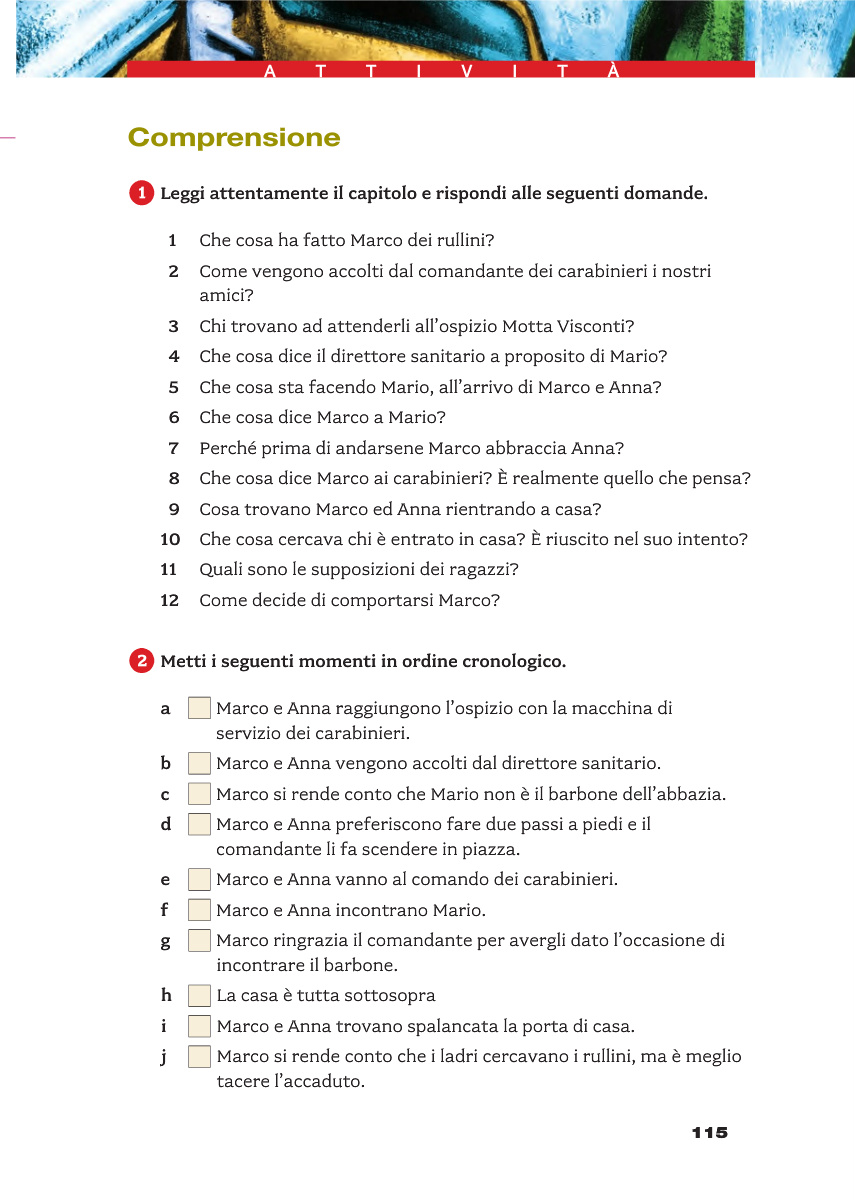 ATTIVITÀ
Comprensione
1 Leggi attentamente il capitolo e rispondi alle seguenti domande.
1 Che cosa ha fatto Marco dei rullini?
2 Come vengono accolti dal comandante dei carabinieri i nostri
amici?
3 Chi trovano ad attenderli all’ospizio Motta Visconti?
4 Che cosa dice il direttore sanitario a proposito di Mario?
5 Che cosa sta facendo Mario, all’arrivo di Marco e Anna?
6 Che cosa dice Marco a Mario?
7 Perché prima di andarsene Marco abbraccia Anna?
8 Che cosa dice Marco ai carabinieri? È realmente quello che pensa?
9 Cosa trovano Marco ed Anna rientrando a casa?
10 Che cosa cercava chi è entrato in casa? È riuscito nel suo intento?
11 Quali sono le supposizioni dei ragazzi?
12 Come decide di comportarsi Marco?
2 Metti i seguenti momenti in ordine cronologico.
a Marco e Anna raggiungono l’ospizio con la macchina di
servizio dei carabinieri.
b Marco e Anna vengono accolti dal direttore sanitario.
c Marco si rende conto che Mario non è il barbone dell’abbazia.
d Marco e Anna preferiscono fare due passi a piedi e il
comandante li fa scendere in piazza.
e Marco e Anna vanno al comando dei carabinieri.
f Marco e Anna incontrano Mario.
g Marco ringrazia il comandante per avergli dato l’occasione di
incontrare il barbone.
h La casa è tutta sottosopra
i Marco e Anna trovano spalancata la porta di casa.
j Marco si rende conto che i ladri cercavano i rullini, ma è meglio
tacere l’accaduto.
115